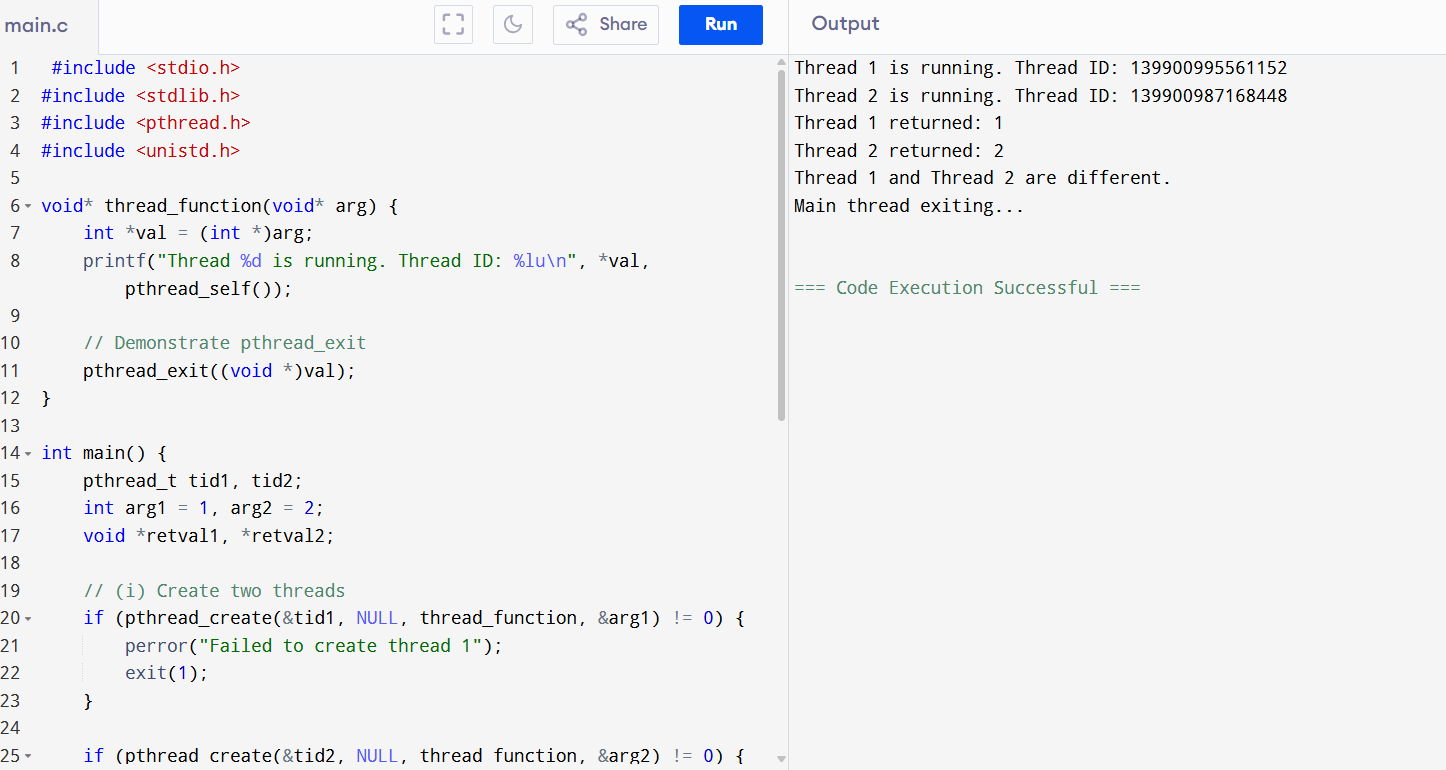 main.c
Share
Run
Output
1 #include <stdio.h>
2 #include <stdlib.h>
3 #include <pthread.h>
4 #include <unistd.h>
5
6 void* thread_function(void* arg) {
7 int *val = (int *)arg;
8 printf("Thread %d is running. Thread ID: %lu\n", *val,
pthread_self());
9
10 // Demonstrate pthread_exit
11 pthread_exit((void *)val);
12 }
13
14 int main() {
15 pthread_t tid1, tid2;
16 int arg1 = 1, arg2 = 2;
17 void *retval1, *retval2;
18
19 // (i) Create two threads
20 if (pthread_create(&tid1, NULL, thread_function, &arg1) != 0) {
21 perror("Failed to create thread 1");
22 exit(1);
23 }
24
25 if (pthread_create(&tid2, NULL, thread_function, &arg2) != 0) {
Thread 1 is running. Thread ID: 139900995561152
Thread 2 is running. Thread ID: 139900987168448
Thread 1 returned: 1
Thread 2 returned: 2
Thread 1 and Thread 2 are different.
Main thread exiting...
=== Code Execution Successful ===